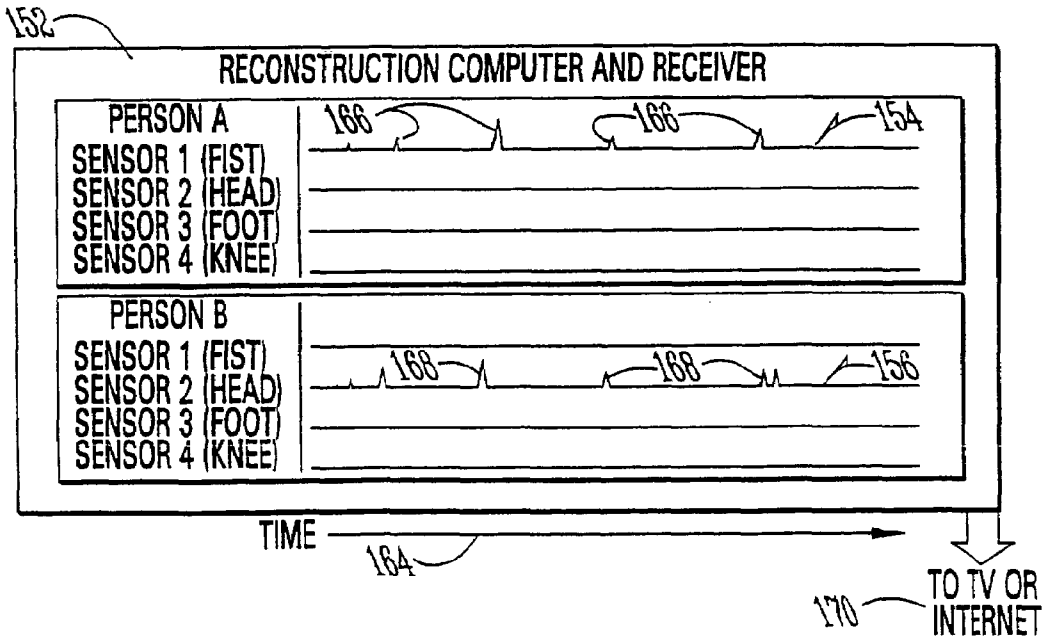 152
RECONSTRUCTION COMPUTER AND RECEIVER
PERSON A
166
166
154
SENSOR 1 (FIST)
SENSOR 2 (HEAD)
SENSOR 3 (FOOT)
SENSOR 4 (KNEE)
PERSON B
SENSOR 1 (FIST)
168
168
156
SENSOR 2 (HEAD)
SENSOR 3 (FOOT)
SENSOR 4 (KNEE)
TIME
164
TO TV OR
170
INTERNET